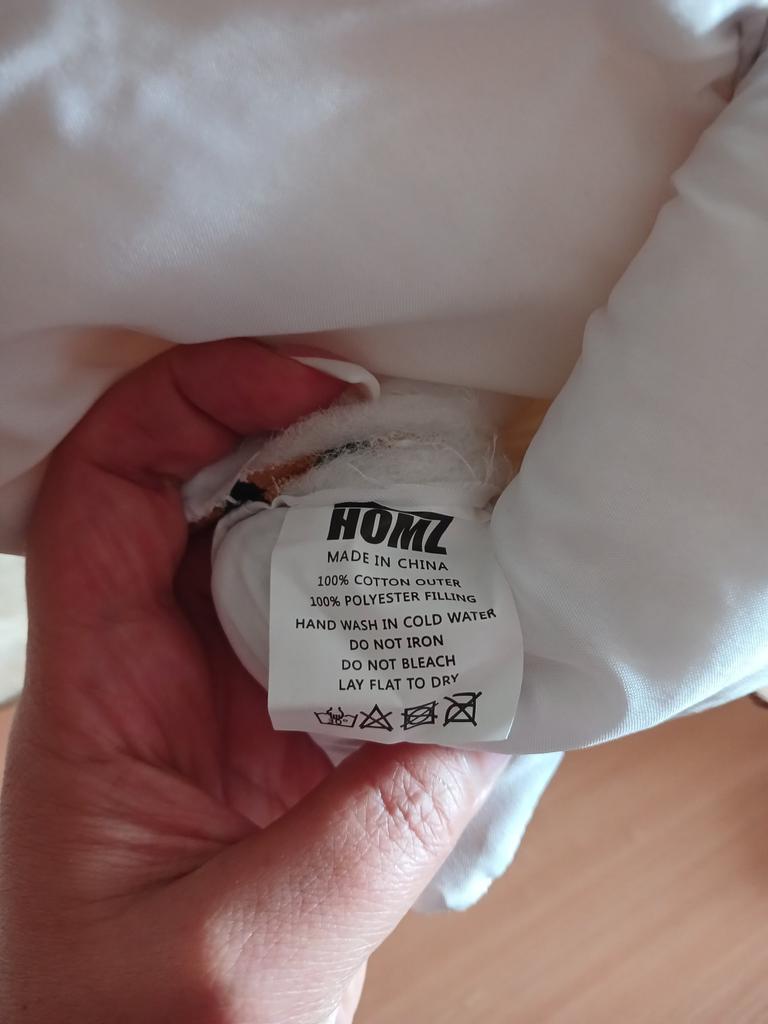 HOMZ
MADE IN CHINA
100% COTTON OUTER
100% POLYESTER FILLING
HAND WASH IN COLD WATER
DO NOT IRON
DO NOT BLEACH
LAY FLAT TO DRY